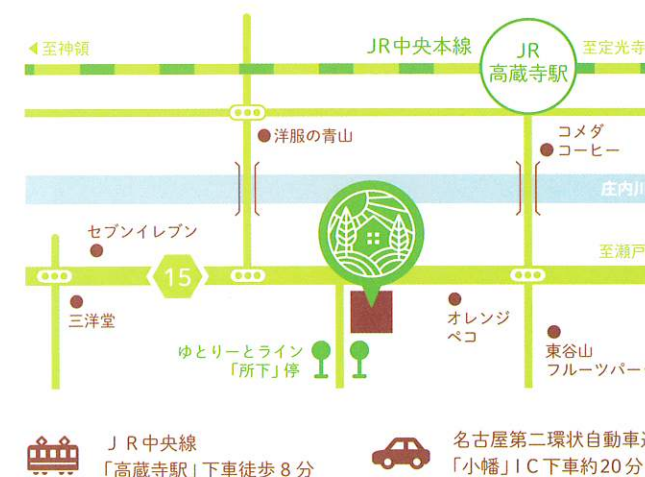 JR中央本線
JR
高蔵寺駅
至神領
至定光寺
洋服の青山
コメダ
コーヒー
庄内川
セブンイレブン
至瀬戸
15
三洋堂
オレンジ
ペコ
ゆとりーとライン
「所下」停
東谷山
フルーツパー
JR中央線
「高蔵寺駅」下車徒歩8分
名古屋第二環状自動車
「小幡」IC下車約20分